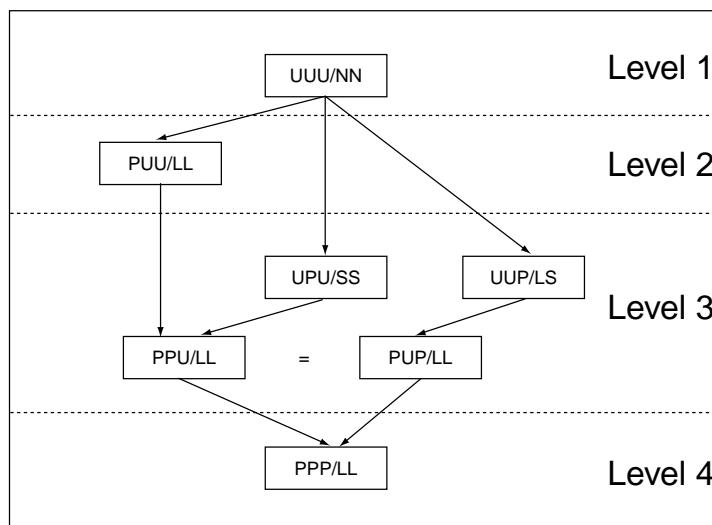 UUU/NN
Level 1
PUU/LL
Level 2
UPU/SS
UUP/LS
Level 3
PPU/LL
=
PUP/LL
PPP/LL
Level 4